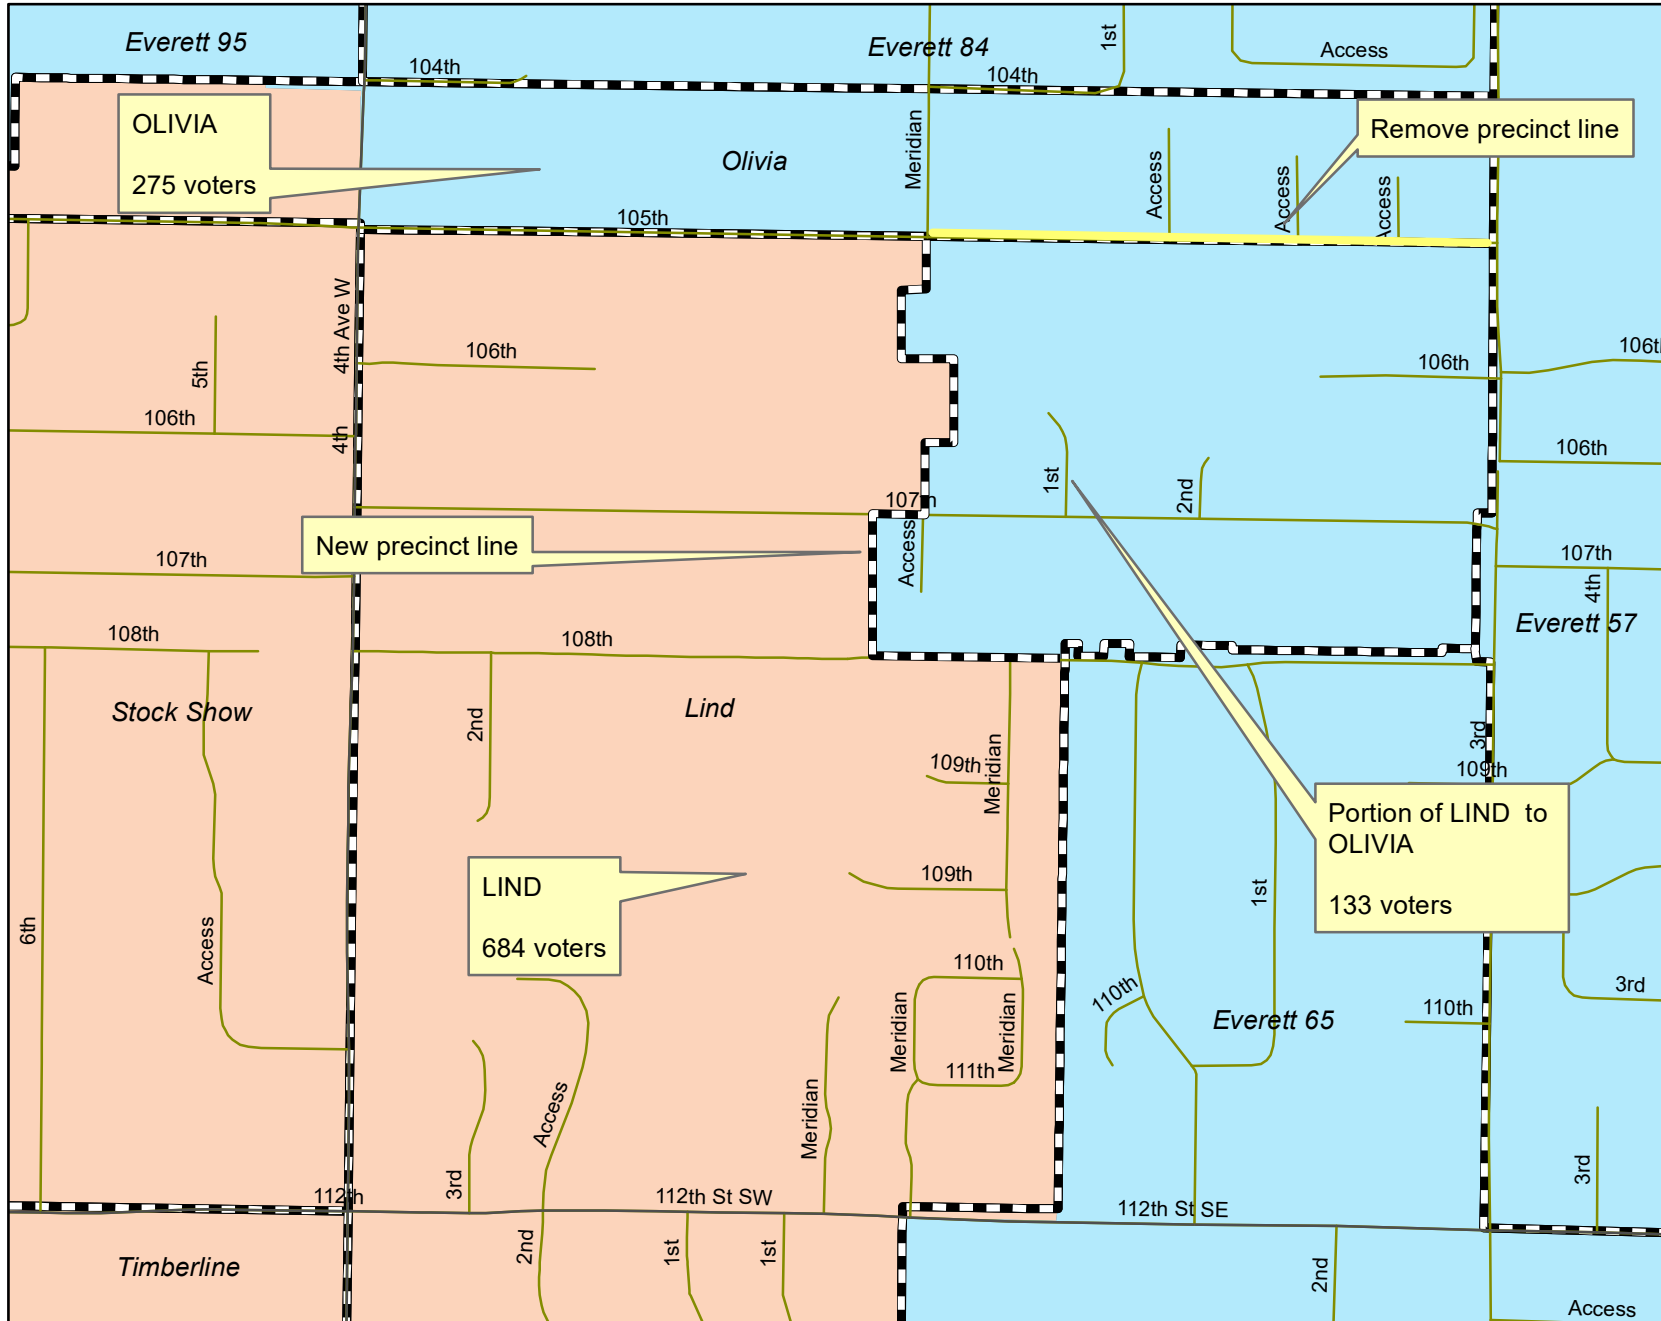 Everett 95
Everett 84
1st
Access
104th
104th
OLIVIA
275 voters
Olivia
Meridian
Remove precinct line
Access
Access
Access
105th
4th Ave W
106th
106th
106th
5th
106th
4th
106th
1st
2nd
107th
New precinct line
Access
107th
107th
4th
108th
108th
Everett 57
Stock Show
2nd
Lind
3rd
109th
Meridian
109th
Portion of LIND to
OLIVIA
133 voters
LIND
684 voters
109th
1st
6th
Access
110th
110th
3rd
110th
Everett 65
Meridian
Meridian
111th
Access
Meridian
3rd
3rd
112th
112th St SW
112th St SE
Timberline
2nd
1st
1st
2nd
Access